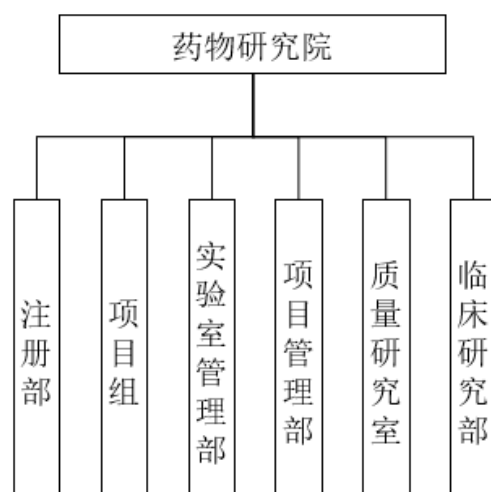 药物研究院
注册部
项目组
实验室管理部
项目管理部
质量研究室
临床研究部